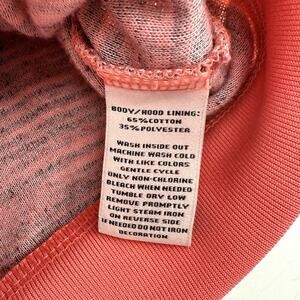 BODY/HOOD LINING:
65%COTTON
35%POLYESTER
WASH INSIDE OUT
MACHINE WASH COLD
WITH LIKE COLORS
GENTLE CYCLE
ONLY NON-CHLORINE
BLEACH WHEN NEEDED
TUMBLE DRY LOW
REMOVE PROMPTLY
LIGHT STEAM IRON
ON REVERSE SIDE
IF NEEDED DO NOT IRON
DECORATION